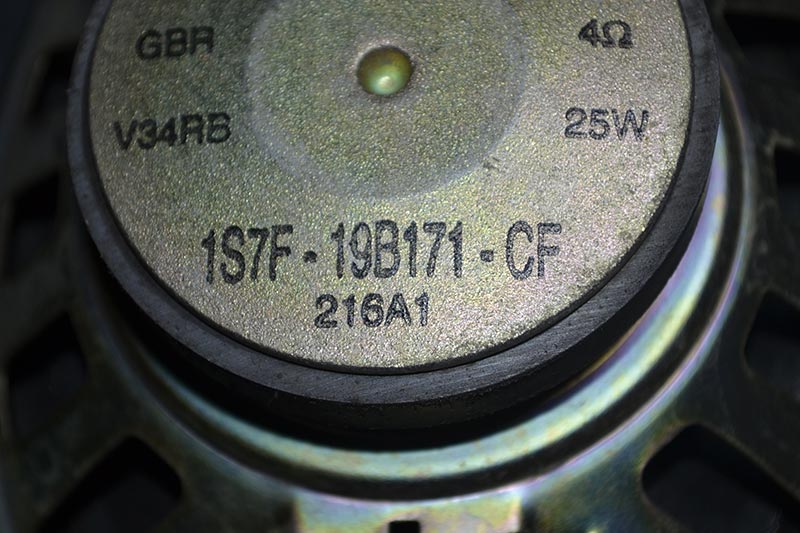 GBR 4Ω
V34RB 25W
1S7F - 19B171 - CF
216A1